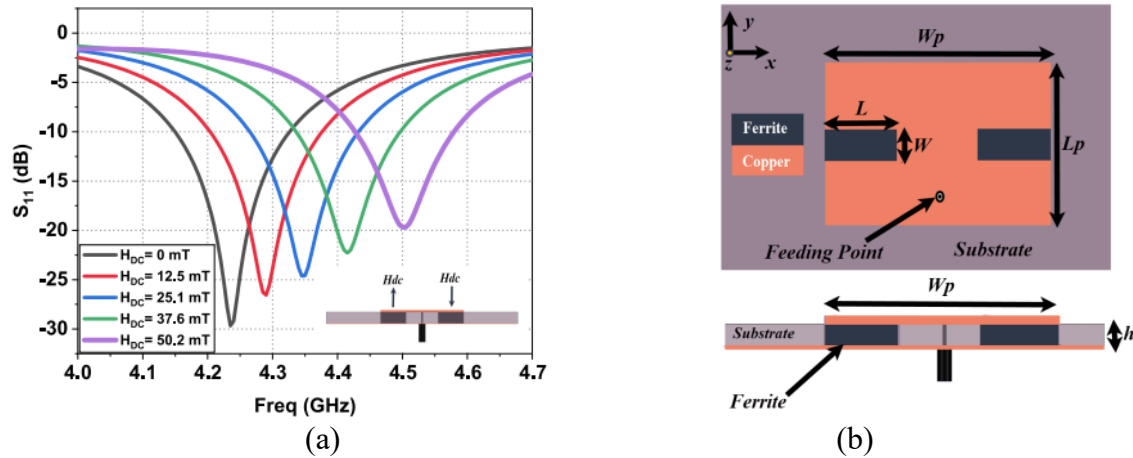 0
-5
-10
-15
-20
-25
-30
S11 (dB)
HDC= 0 mT
HDC= 12.5 mT
HDC= 25.1 mT
HDC= 37.6 mT
HDC= 50.2 mT
Hdc Hdc
4.0 4.1 4.2 4.3 4.4 4.5 4.6 4.7
Freq (GHz)
(a)
y
z x
Wp
L
Ferrite
Copper
W
Lp
Feeding Point
Substrate
Wp
Substrate
h
Ferrite
(b)